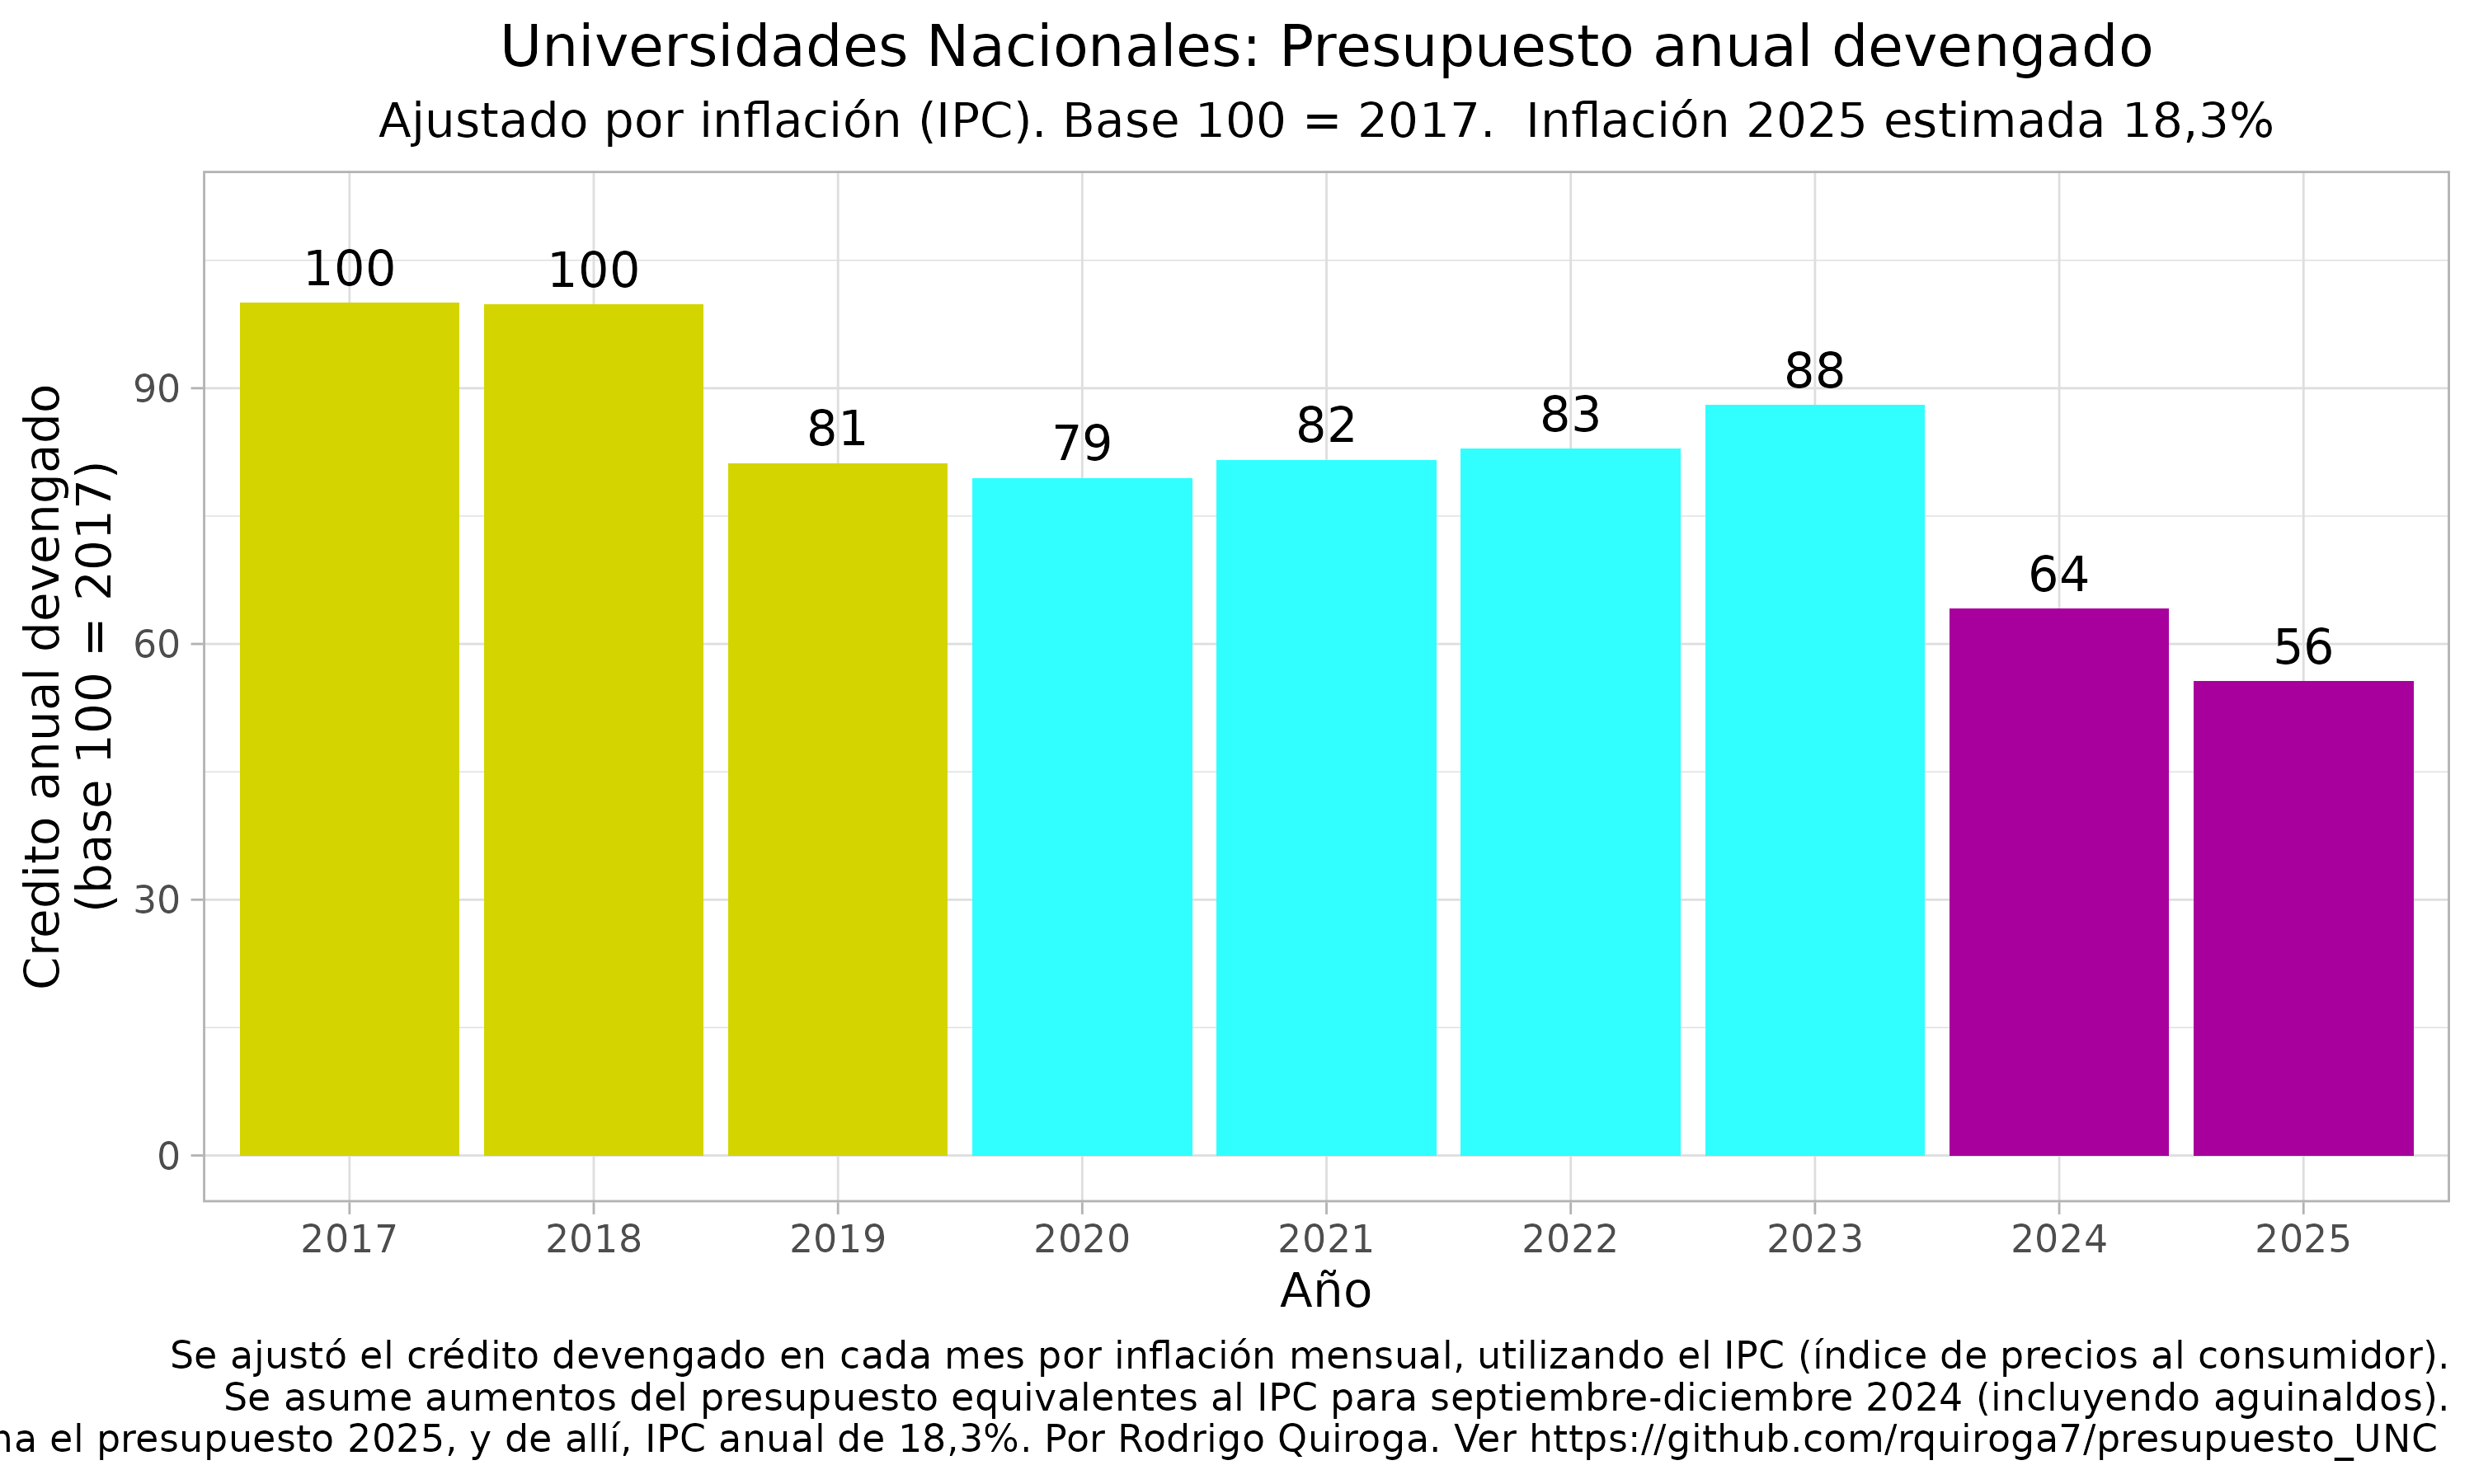 Universidades Nacionales: Presupuesto anual devengado
Ajustado por inflación (IPC). Base 100 = 2017.  Inflación 2025 estimada 18,3%
Credito anual devengado
(base 100 = 2017)
90
60
30
0
100
100
81
79
82
83
88
64
56
2017
2018
2019
2020
2021
2022
2023
2024
2025
Año
Se ajustó el crédito devengado en cada mes por inflación mensual, utilizando el IPC (índice de precios al consumidor).
Se asume aumentos del presupuesto equivalentes al IPC para septiembre-diciembre 2024 (incluyendo aguinaldos).
el presupuesto 2025, y de allí, IPC anual de 18,3%. Por Rodrigo Quiroga. Ver https://github.com/rquiroga7/presupuesto_UNC